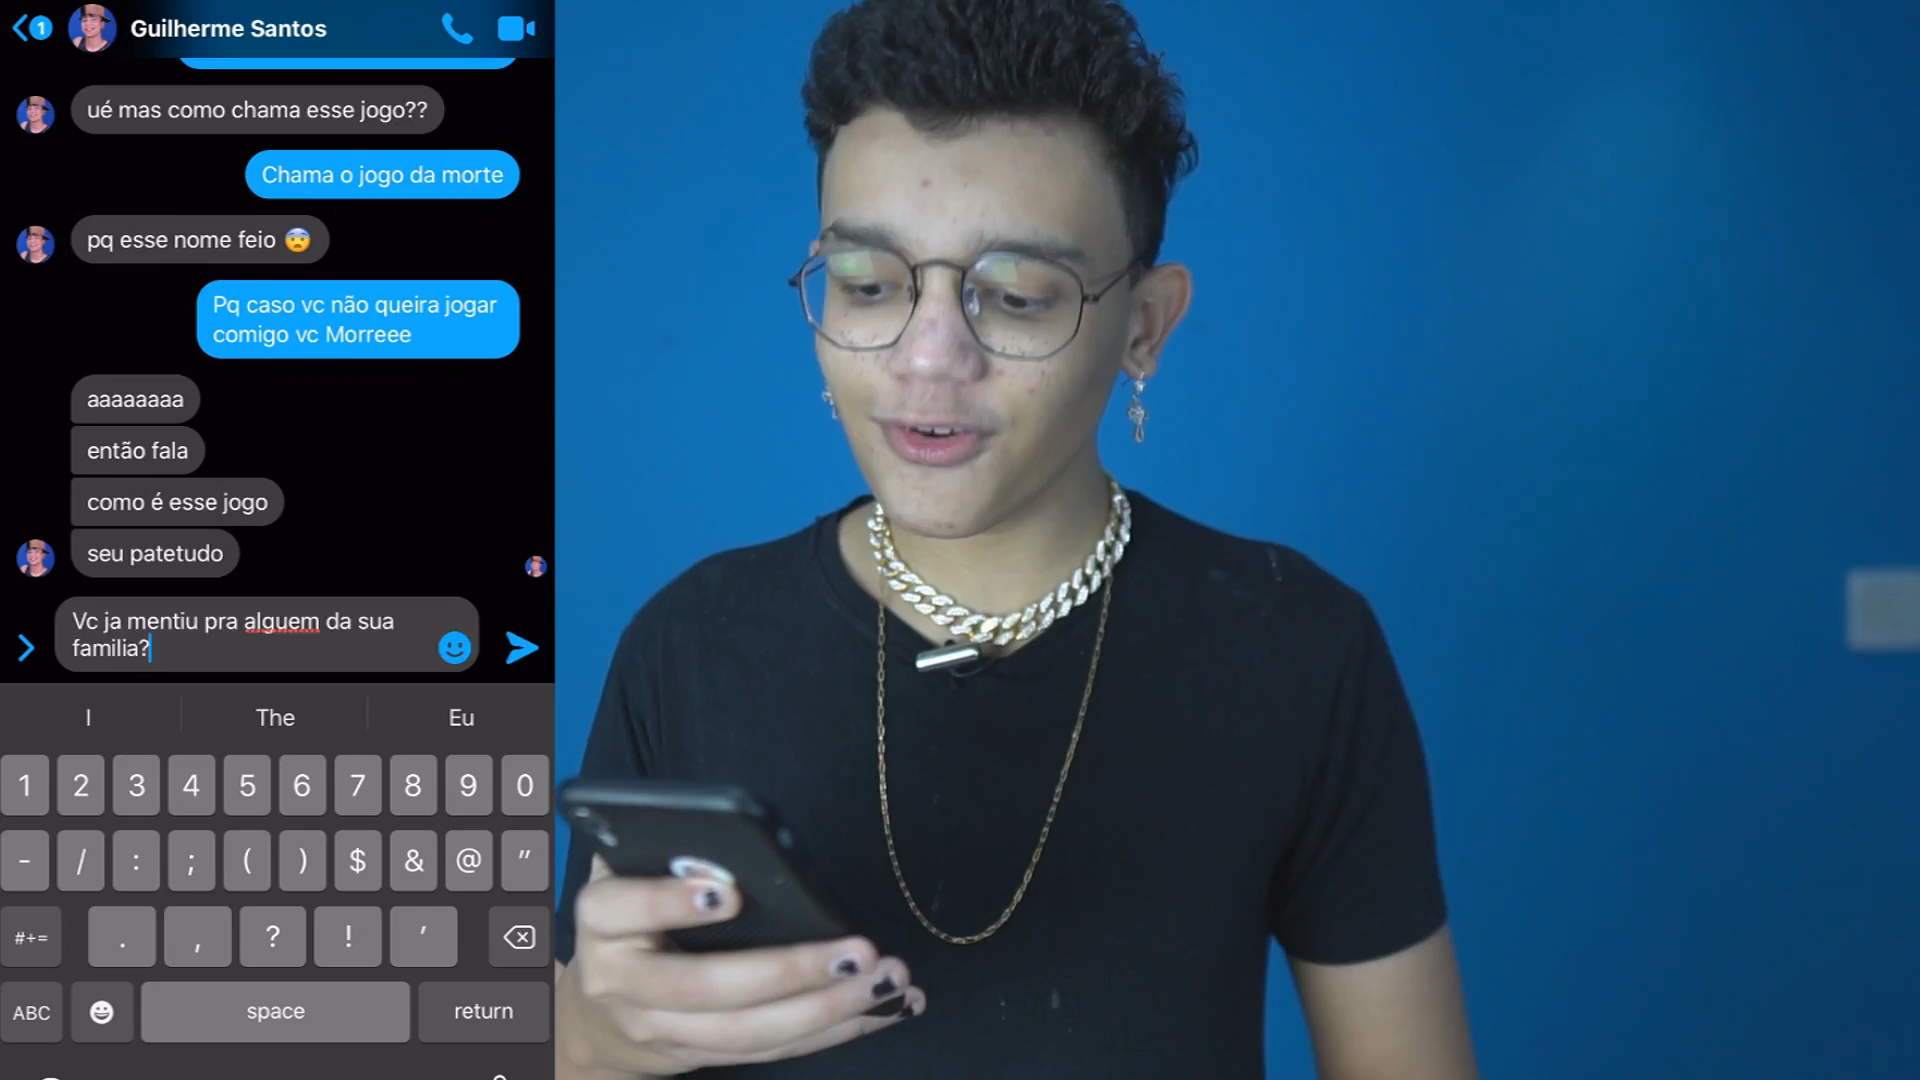 1
Guilherme Santos
ué mas como chama esse jogo??
Chama o jogo da morte
pq esse nome feio 😨
Pq caso vc não queira jogar
comigo vc Morreee
aaaaaaaa
então fala
como é esse jogo
seu patetudo
Vc ja mentiu pra alguem da sua
familia?
I The Eu
1 2 3 4 5 6 7 8 9 0
- / : ; ( ) $ & @ "
#+= . , ? ! '
ABC space return